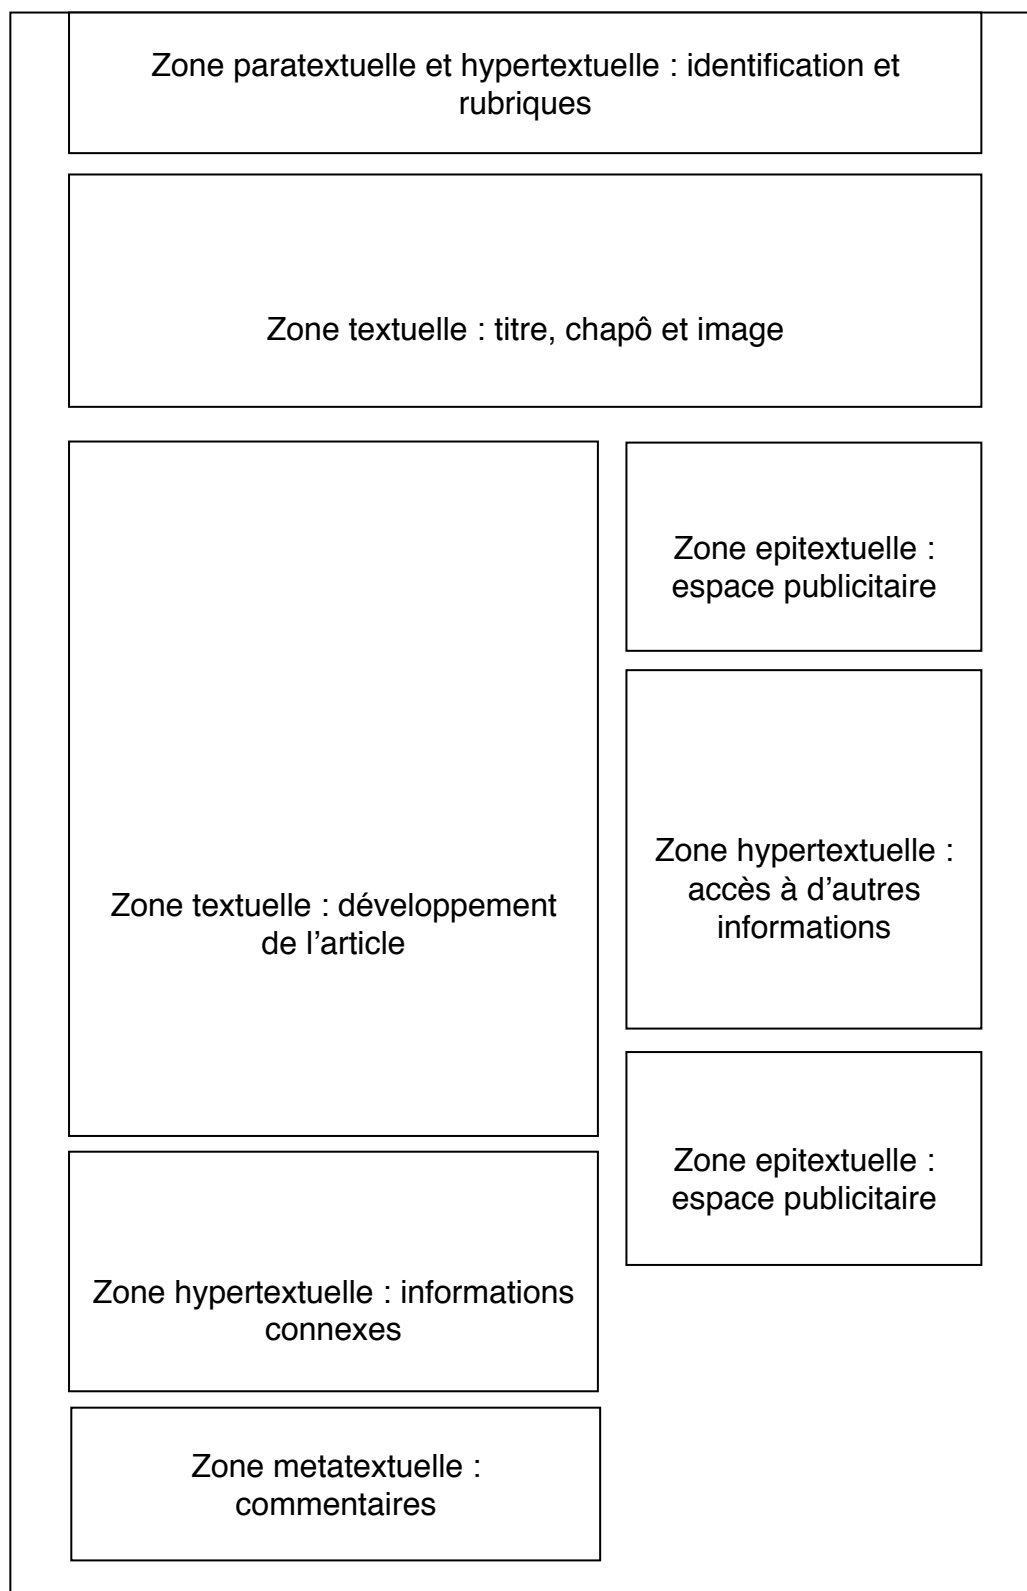 Zone paratextuelle et hypertextuelle : identification et
rubriques
Zone textuelle : titre, chapô et image
Zone textuelle : développement
de l’article
Zone epitextuelle :
espace publicitaire
Zone hypertextuelle :
accès à d’autres
informations
Zone epitextuelle :
espace publicitaire
Zone hypertextuelle : informations
connexes
Zone metatextuelle :
commentaires